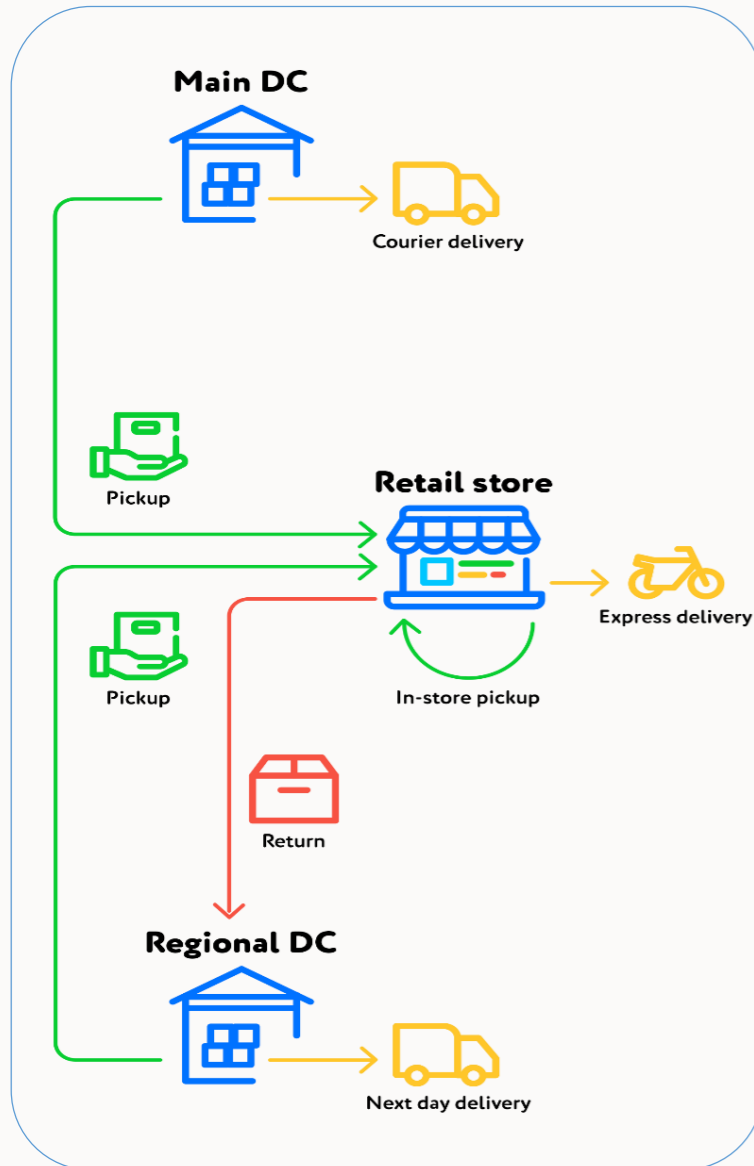 Main DC
Courier delivery
Pickup
Retail store
Express delivery
Pickup
In-store pickup
Return
Regional DC
Next day delivery